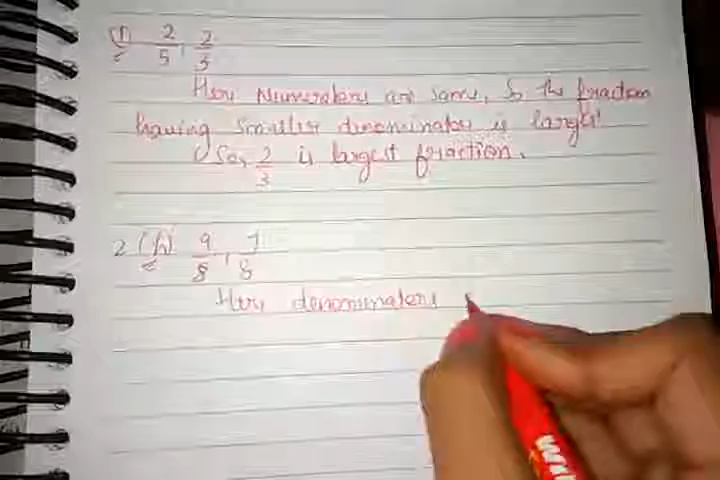 (f) 2/5, 2/3
Here Numerators are same, So the fraction
having smaller denominator is larger
So, 2/3 is largest fraction.
2 (h) 9/8, 7/8
Here denominators